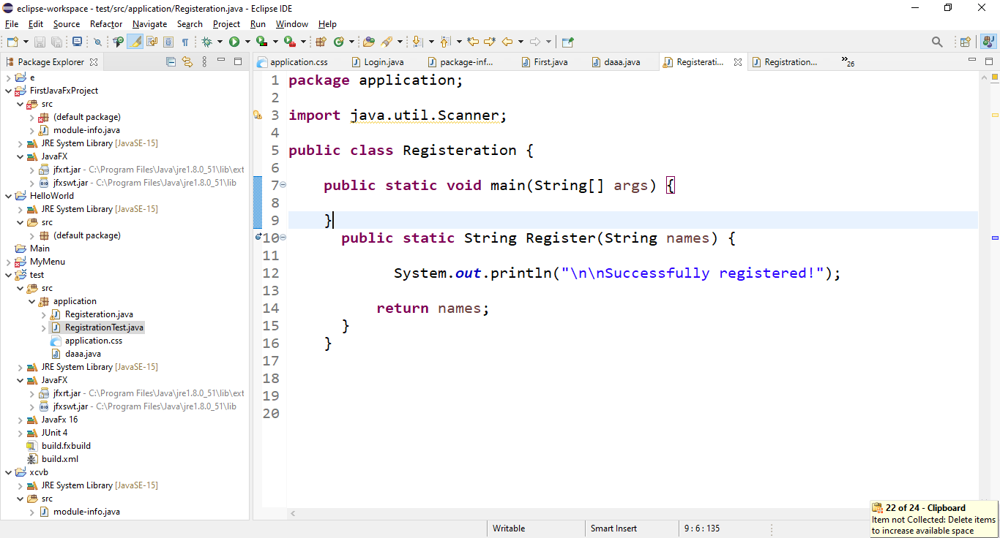 eclipse-workspace - test/src/application/Registeration.java - Eclipse IDE
File Edit Source Refactor Navigate Search Project Run Window Help
Package Explorer
application.css Login.java package-inf... First.java daaa.java Registerati... Registration... »26
e
FirstJavaFxProject
src
(default package)
module-info.java
JRE System Library [JavaSE-15]
JavaFX
jfxrt.jar - C:\Program Files\Java\jre1.8.0_51\lib\ext
jfxswt.jar - C:\Program Files\Java\jre1.8.0_51\lib
HelloWorld
JRE System Library [JavaSE-15]
src
(default package)
Main
MyMenu
test
src
application
Registeration.java
RegistrationTest.java
application.css
daaa.java
JRE System Library [JavaSE-15]
JavaFX
jfxrt.jar - C:\Program Files\Java\jre1.8.0_51\lib\ext
jfxswt.jar - C:\Program Files\Java\jre1.8.0_51\lib
JavaFx 16
JUnit 4
build.fxbuild
build.xml
xcvb
JRE System Library [JavaSE-15]
src
module-info.java
1 package application;
2
3 import java.util.Scanner;
4
5 public class Registeration {
6
7 public static void main(String[] args) {
8
9 }
10 public static String Register(String names) {
11
12 System.out.println("\n\nSuccessfully registered!");
13
14 return names;
15 }
16 }
17
18
19
20
Writable Smart Insert 9 : 6 : 135
22 of 24 - Clipboard
Item not Collected: Delete items
to increase available space